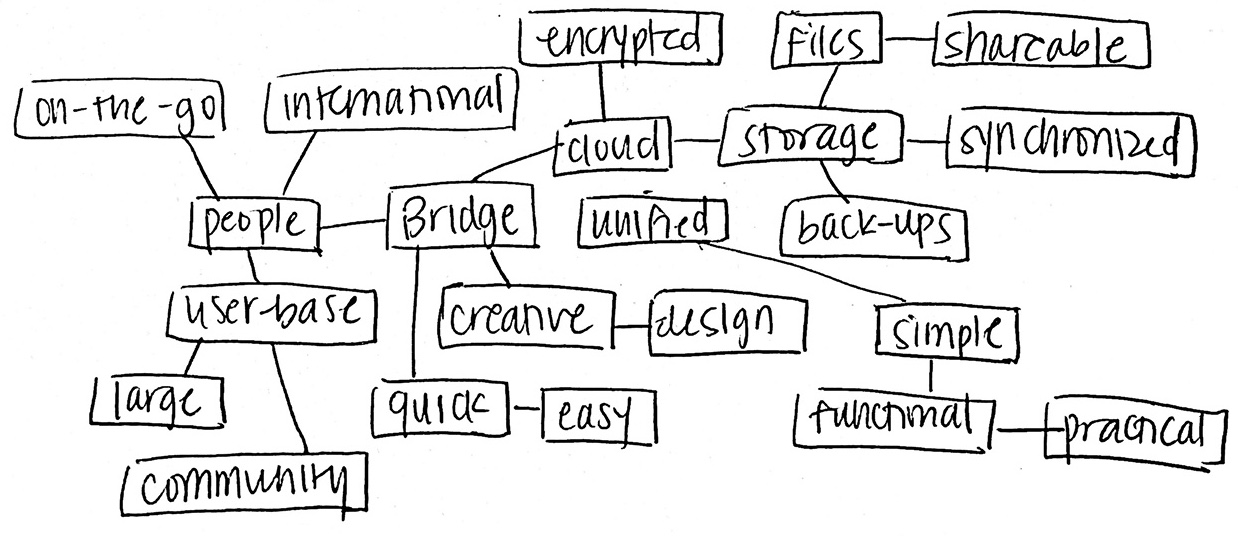 encrypted
files
shareable
on-the-go
international
cloud
storage
synchronized
people
Bridge
unified
back-ups
user-base
creative
design
simple
large
quick
easy
functional
practical
community